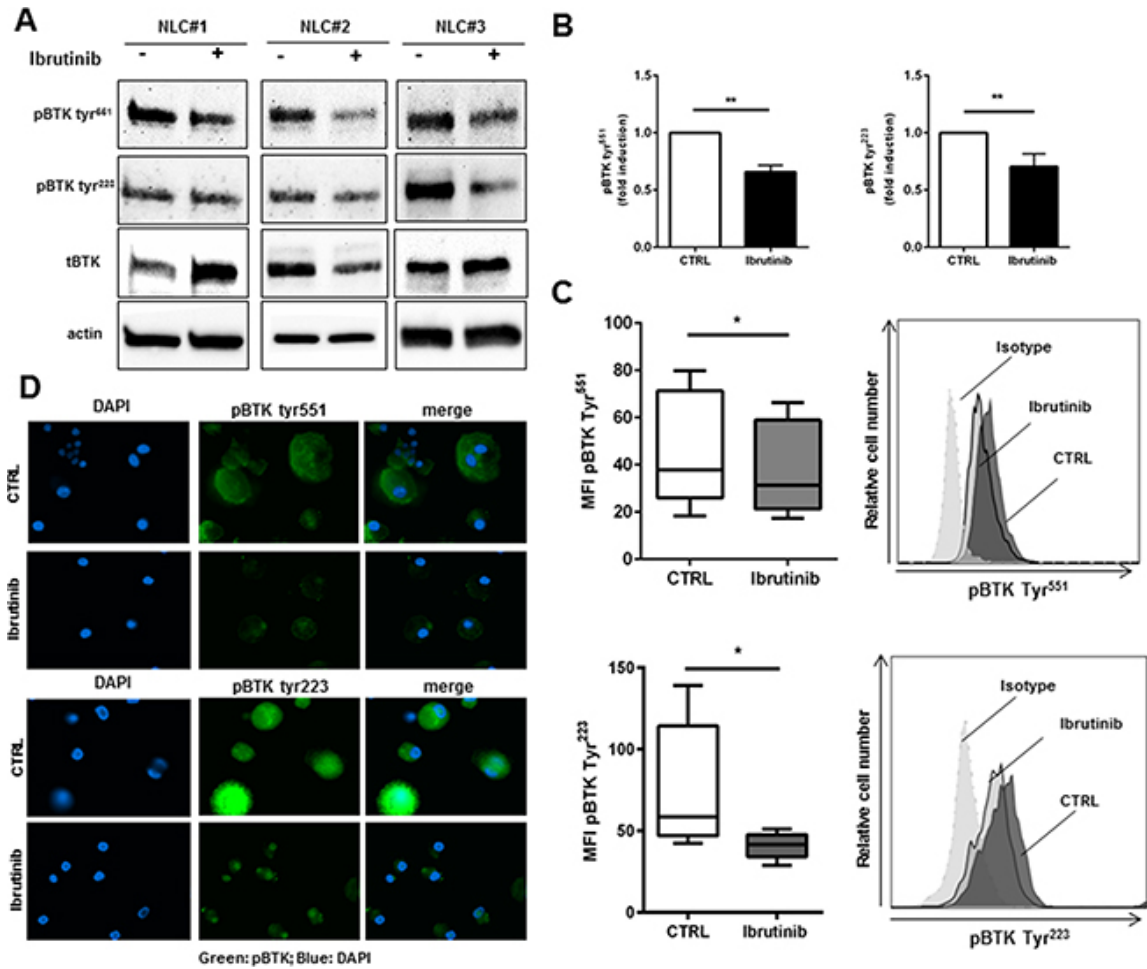 A
NLC#1 NLC#2 NLC#3
Ibrutinib - + - + - +
pBTK tyr⁵⁵¹
pBTK tyr²²³
tBTK
actin
B
pBTK tyr⁵⁵¹
(fold induction)
1.5
1.0
0.5
0.0
**
CTRL Ibrutinib
pBTK tyr²²³
(fold induction)
1.5
1.0
0.5
0.0
**
CTRL Ibrutinib
C
MFI pBTK Tyr⁵⁵¹
100
80
60
40
20
0
*
CTRL Ibrutinib
Relative cell number
Isotype
Ibrutinib
CTRL
pBTK Tyr⁵⁵¹
MFI pBTK Tyr²²³
150
100
50
0
*
CTRL Ibrutinib
Relative cell number
Isotype
Ibrutinib
CTRL
pBTK Tyr²²³
D
DAPI pBTK tyr551 merge
CTRL
Ibrutinib
DAPI pBTK tyr223 merge
CTRL
Ibrutinib
Green: pBTK; Blue: DAPI